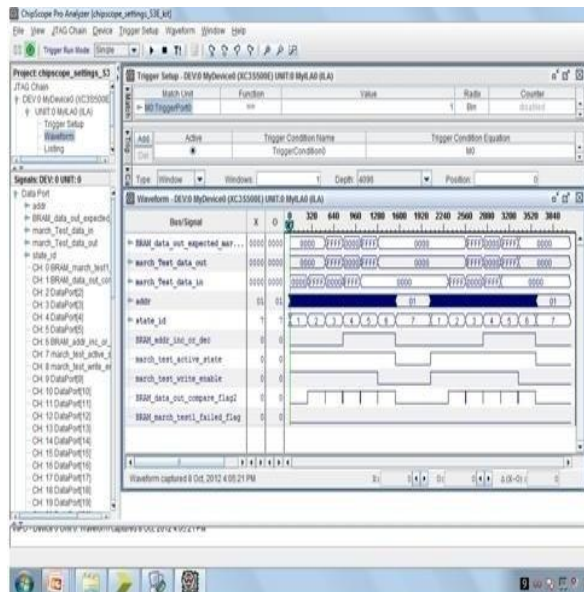 ChipScope Pro Analyzer [chipscope_settings_S3E_kit]
File View JTAG Chain Device Trigger Setup Waveform Window Help
Trigger Run Mode: Single T!
Project: chipscope_settings_S3
JTAG Chain
DEV:0 MyDevice0 (XC3S500E)
UNIT:0 MyILA0 (ILA)
Trigger Setup
Waveform
Listing
Signals: DEV: 0 UNIT: 0
Data Port
addr
BRAM_data_out_expected
march_Test_data_in
march_Test_data_out
state_id
CH: 0 BRAM_march_test1_
CH: 1 BRAM_data_out_com
CH: 2 DataPort[2]
CH: 3 DataPort[3]
CH: 4 DataPort[4]
CH: 5 DataPort[5]
CH: 6 BRAM_addr_inc_or_
CH: 7 march_test_active_s
CH: 8 march_test_write_en
CH: 9 DataPort[9]
CH: 10 DataPort[10]
CH: 11 DataPort[11]
CH: 12 DataPort[12]
CH: 13 DataPort[13]
CH: 14 DataPort[14]
CH: 15 DataPort[15]
CH: 16 DataPort[16]
CH: 17 DataPort[17]
CH: 18 DataPort[18]
CH: 19 DataPort[19]
Trigger Setup - DEV:0 MyDevice0 (XC3S500E) UNIT:0 MyILA0 (ILA)
Match
Match Unit Function Value Radix Counter
M0:TriggerPort0 == 1 Bin disabled
Trig
Add Active Trigger Condition Name Trigger Condition Equation
Del TriggerCondition0 M0
Type: Window Windows: 1 Depth: 4096 Position: 0
Waveform - DEV:0 MyDevice0 (XC3S500E) UNIT:0 MyILA0 (ILA)
Bus/Signal X O 0 320 640 960 1280 1600 1920 2240 2560 2880 3200 3520 3840
BRAM_data_out_expected_mar... 0000 0000 0000 FFFF 0000 FFFF 0000 FFFF 0000 FFFF 0000
march_Test_data_out 0000 0000 0000 FFFF 0000 FFFF 0000 FFFF 0000 FFFF 0000
march_Test_data_in 0000 0000 0000 FFFF 0000 FFFF 0000 FFFF 0000 FFFF 0000
addr 01 01 01 01
state_id 7 7 1 2 3 4 5 6 7 1 2 3 4 5 6 7
BRAM_addr_inc_or_dec 0 0
march_test_active_state 0 0
march_test_write_enable 0 0
BRAM_data_out_compare_flag2 0 0
BRAM_march_test1_failed_flag 0 0
Waveform captured 8 Oct, 2012 4:05:21 PM X: 0 O: 0 Δ(X-O): 0